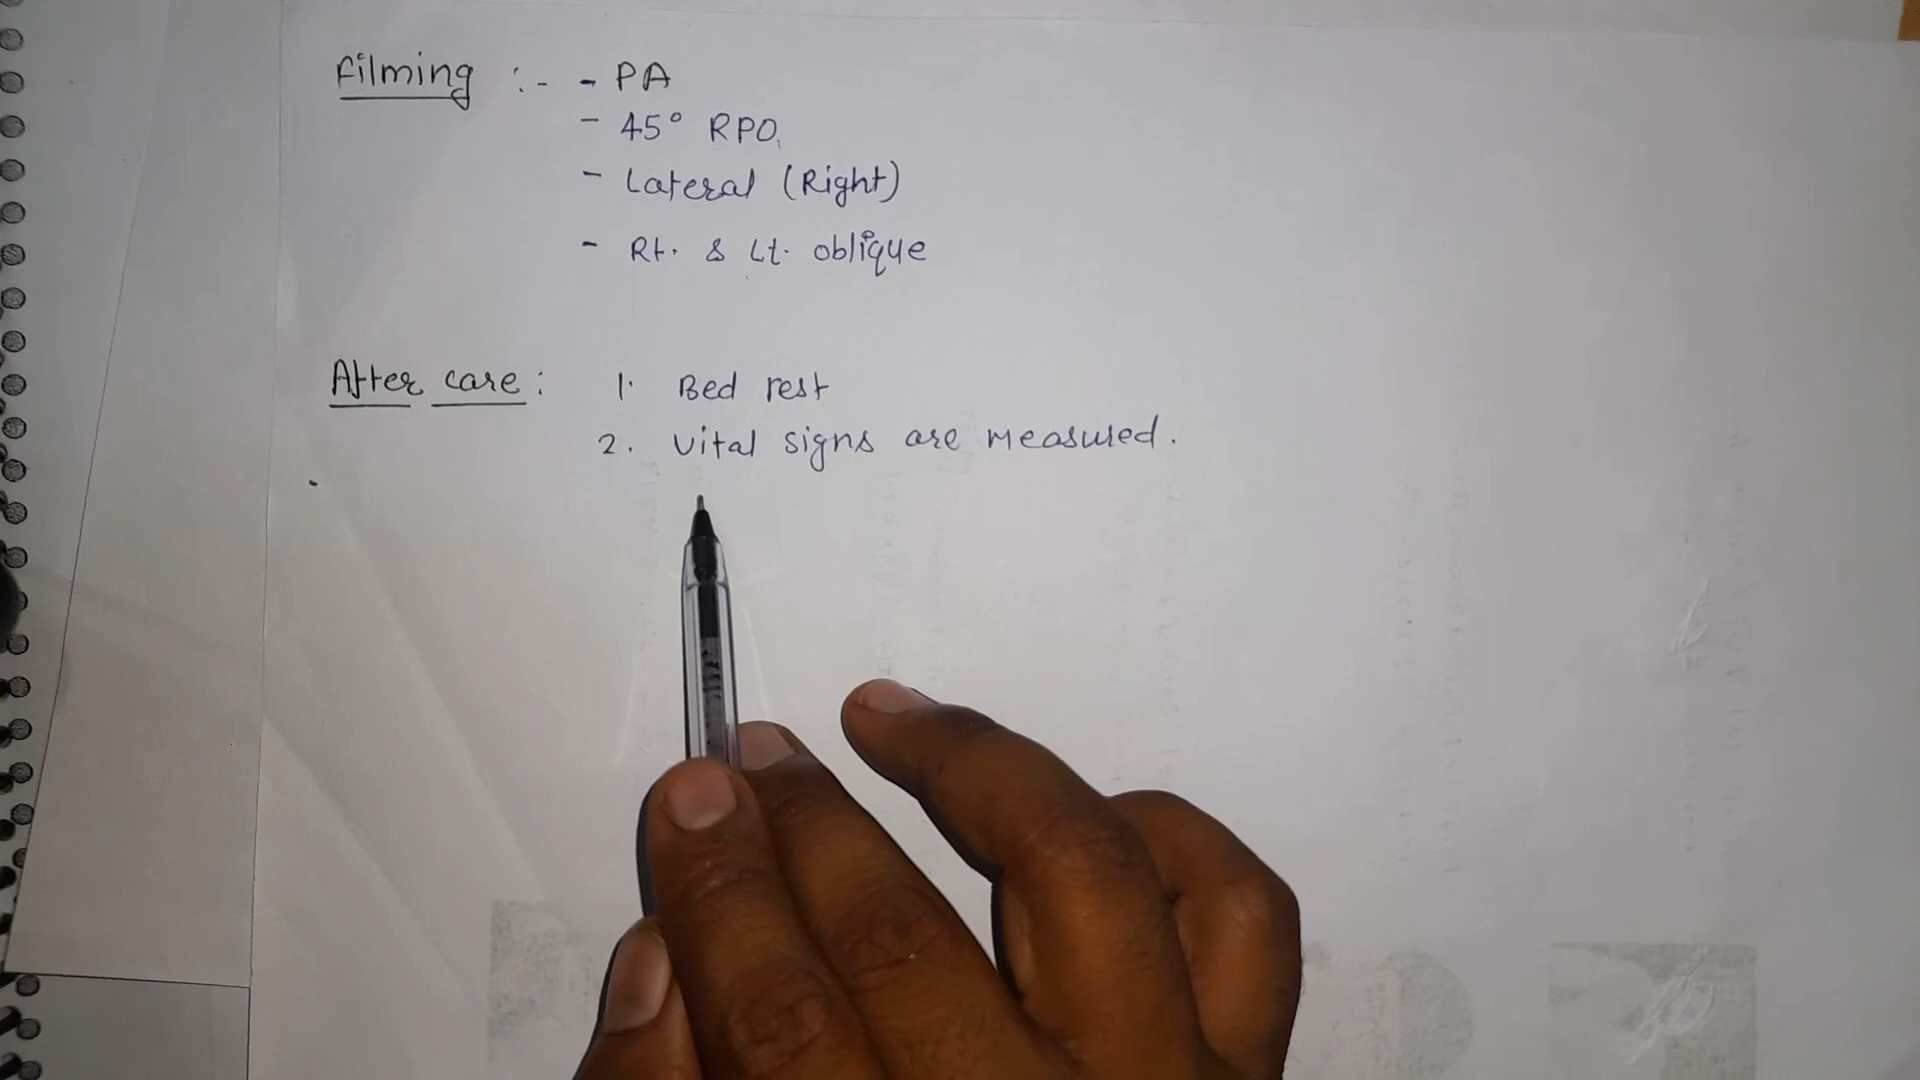 Filming :- - PA
- 45° RPO.
- Lateral (Right)
- Rt. & Lt. oblique
After care : 1. Bed rest
2. Vital signs are measured.